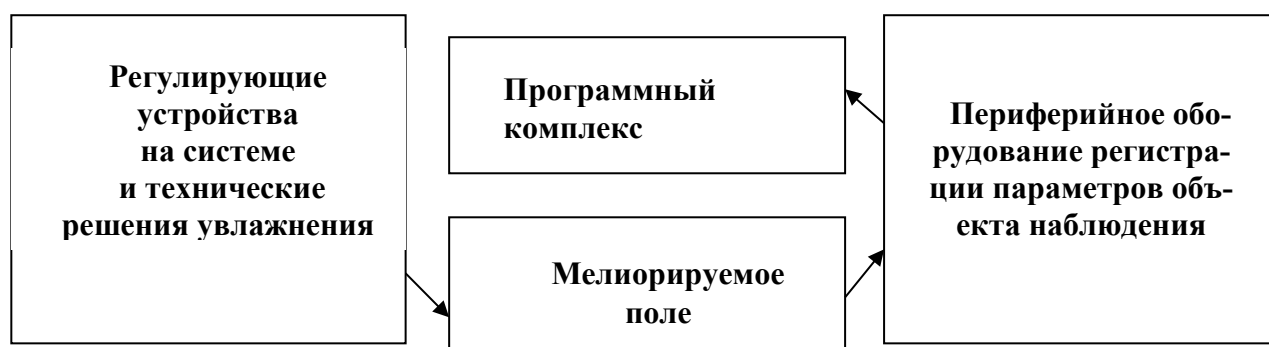 Регулирующие
устройства
на системе
и технические
решения увлажнения
Программный
комплекс
Мелиорируемое
поле
Периферийное обо-
рудование регистра-
ции параметров объ-
екта наблюдения